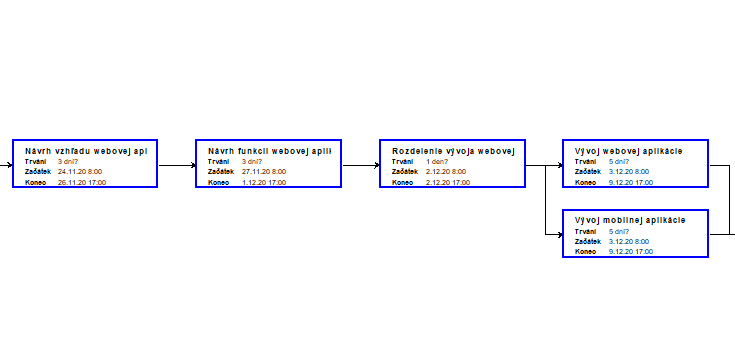 Návrh vzhľadu webovej apl
Trvání 3 dní?
Začátek 24.11.20 8:00
Konec 26.11.20 17:00
Návrh funkcií webovej aplik
Trvání 3 dní?
Začátek 27.11.20 8:00
Konec 1.12.20 17:00
Rozdelenie vývoja webovej
Trvání 1 den?
Začátek 2.12.20 8:00
Konec 2.12.20 17:00
Vývoj webovej aplikácie
Trvání 5 dní?
Začátek 3.12.20 8:00
Konec 9.12.20 17:00
Vývoj mobilnej aplikácie
Trvání 5 dní?
Začátek 3.12.20 8:00
Konec 9.12.20 17:00